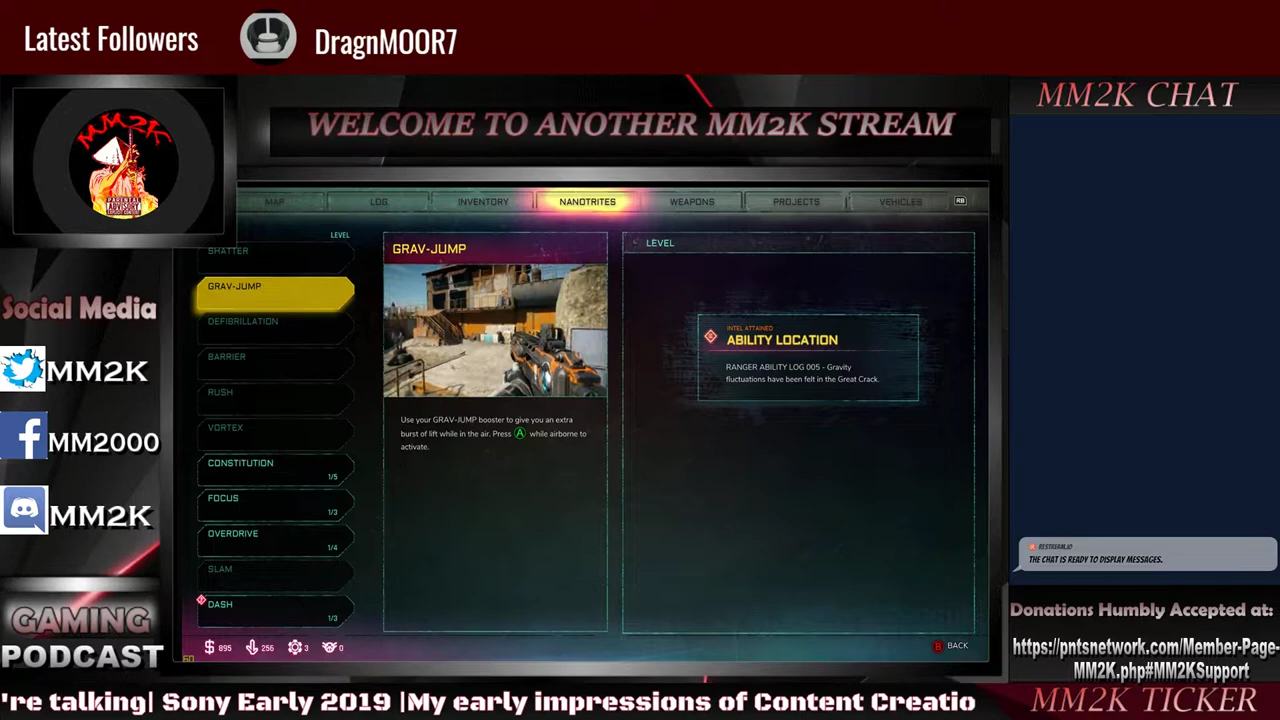 Latest Followers
DragnMOOR7
MM2K
WELCOME TO ANOTHER MM2K STREAM
MM2K CHAT
MAP
LOG
INVENTORY
NANOTRITES
WEAPONS
PROJECTS
VEHICLES
RB
LEVEL
SHATTER
GRAV-JUMP
DEFIBRILLATION
BARRIER
RUSH
VORTEX
CONSTITUTION
1/5
FOCUS
1/3
OVERDRIVE
1/4
SLAM
DASH
1/3
GRAV-JUMP
Use your GRAV-JUMP booster to give you an extra
burst of lift while in the air. Press A while airborne to
activate.
LEVEL
INTEL ATTAINED
ABILITY LOCATION
RANGER ABILITY LOG 005 - Gravity
fluctuations have been felt in the Great Crack.
895
256
3
0
B BACK
60
Social Media
MM2K
MM2000
MM2K
GAMING
PODCAST
RESTREAM.IO
THE CHAT IS READY TO DISPLAY MESSAGES.
Donations Humbly Accepted at:
https://pntsnetwork.com/Member-Page-
MM2K.php#MM2KSupport
're talking| Sony Early 2019 |My early impressions of Content Creatio
MM2K TICKER